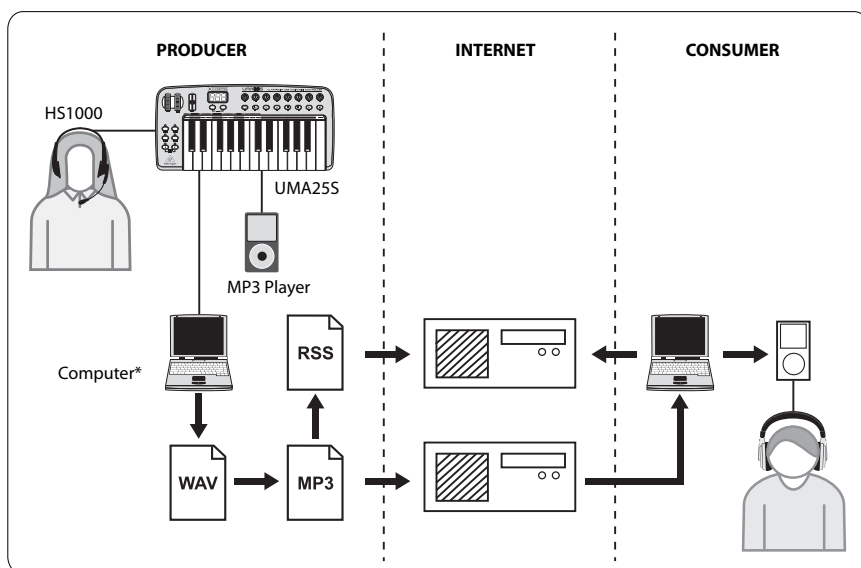 PRODUCER
INTERNET
CONSUMER
HS1000
UMA25S
MP3 Player
Computer*
RSS
WAV
MP3